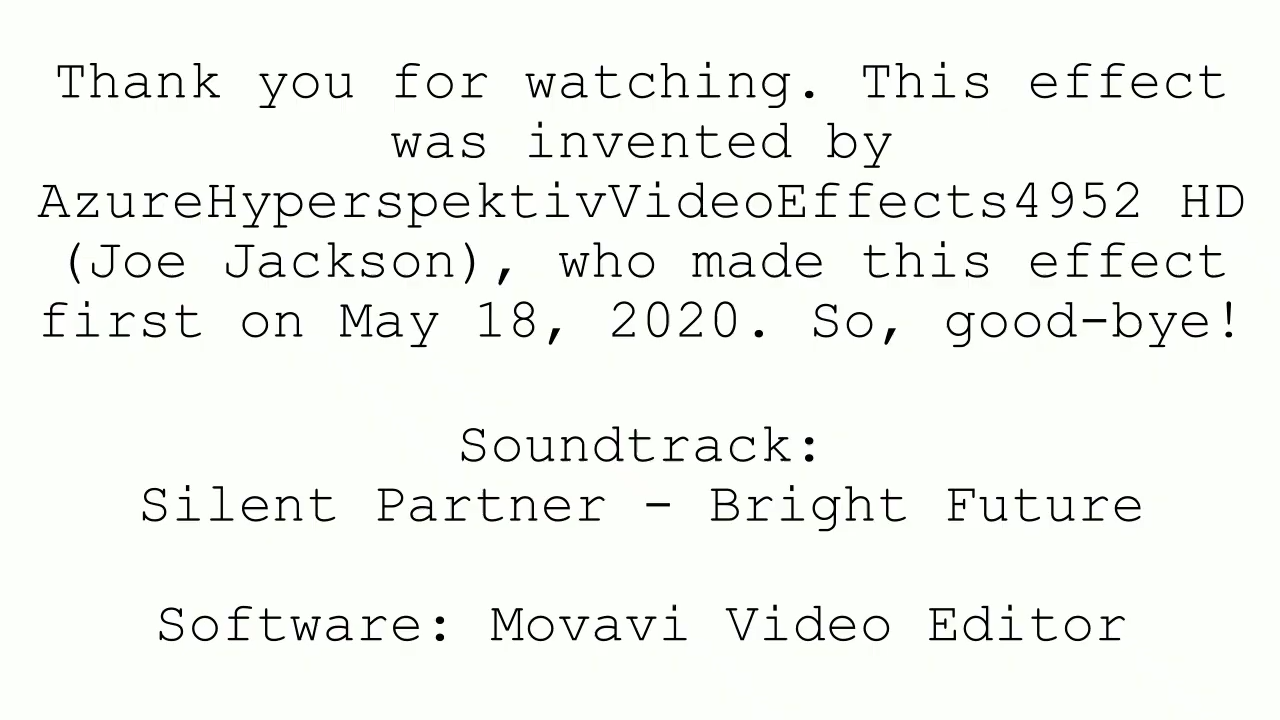 Thank you for watching. This effect
was invented by
AzureHyperspektivVideoEffects4952 HD
(Joe Jackson), who made this effect
first on May 18, 2020. So, good-bye!
Soundtrack:
Silent Partner - Bright Future
Software: Movavi Video Editor